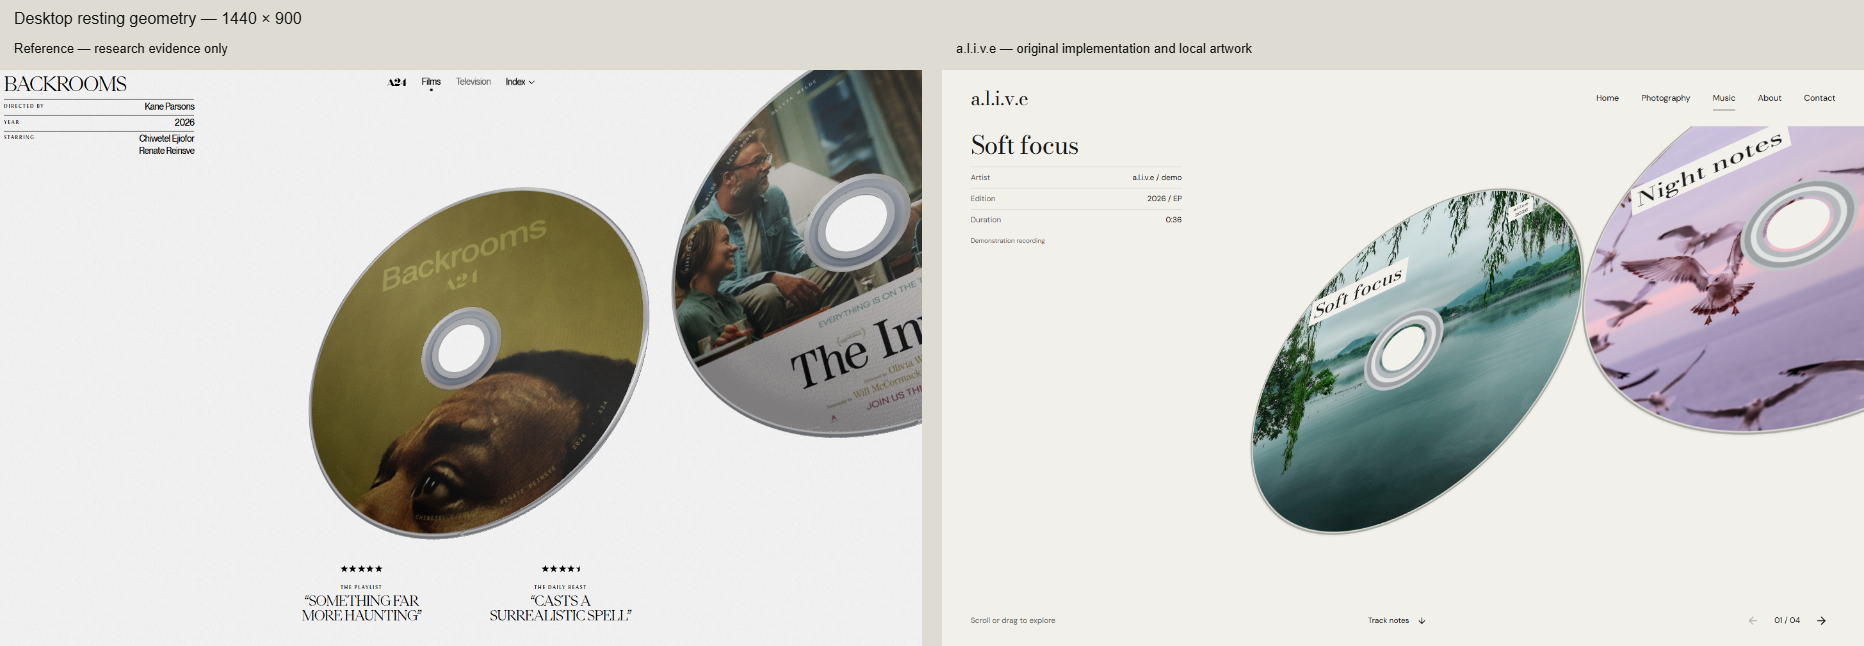 Desktop resting geometry — 1440 × 900
Reference — research evidence only
BACKROOMS
DIRECTED BY Kane Parsons
YEAR 2026
STARRING Chiwetel Ejiofor
Renate Reinsve
A24 Films Television Index
Backrooms
A24
EVERYTHING IS ON THE
The In
Olivia W
Will McCormack
JOIN US TH
★★★★★
THE PLAYLIST
“SOMETHING FAR
MORE HAUNTING”
THE DAILY BEAST
“CASTS A
SURREALISTIC SPELL”
a.l.i.v.e — original implementation and local artwork
a.l.i.v.e
Home Photography Music About Contact
Soft focus
Artist a.l.i.v.e / demo
Edition 2026 / EP
Duration 0:36
Demonstration recording
Soft focus
Night notes
Scroll or drag to explore
Track notes ↓
← 01 / 04 →